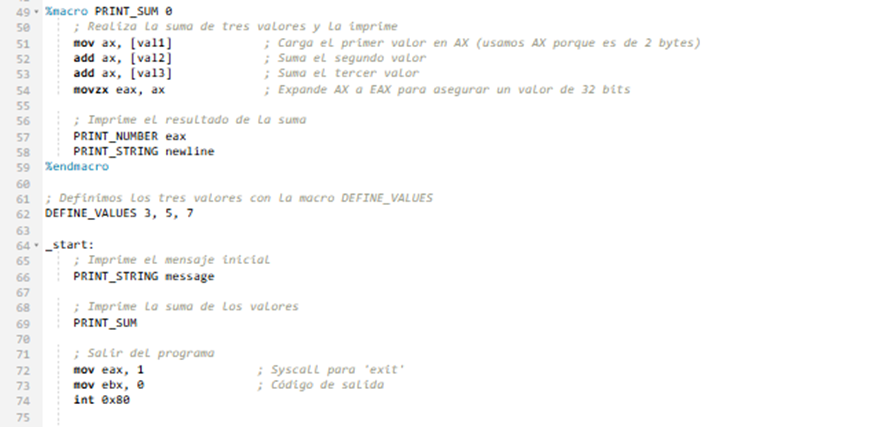 49 %macro PRINT_SUM 0
50 ; Realiza la suma de tres valores y la imprime
51 mov ax, [val1] ; Carga el primer valor en AX (usamos AX porque es de 2 bytes)
52 add ax, [val2] ; Suma el segundo valor
53 add ax, [val3] ; Suma el tercer valor
54 movzx eax, ax ; Expande AX a EAX para asegurar un valor de 32 bits
55
56 ; Imprime el resultado de la suma
57 PRINT_NUMBER eax
58 PRINT_STRING newline
59 %endmacro
60
61 ; Definimos los tres valores con la macro DEFINE_VALUES
62 DEFINE_VALUES 3, 5, 7
63
64 _start:
65 ; Imprime el mensaje inicial
66 PRINT_STRING message
67
68 ; Imprime la suma de los valores
69 PRINT_SUM
70
71 ; Salir del programa
72 mov eax, 1 ; Syscall para 'exit'
73 mov ebx, 0 ; Código de salida
74 int 0x80
75